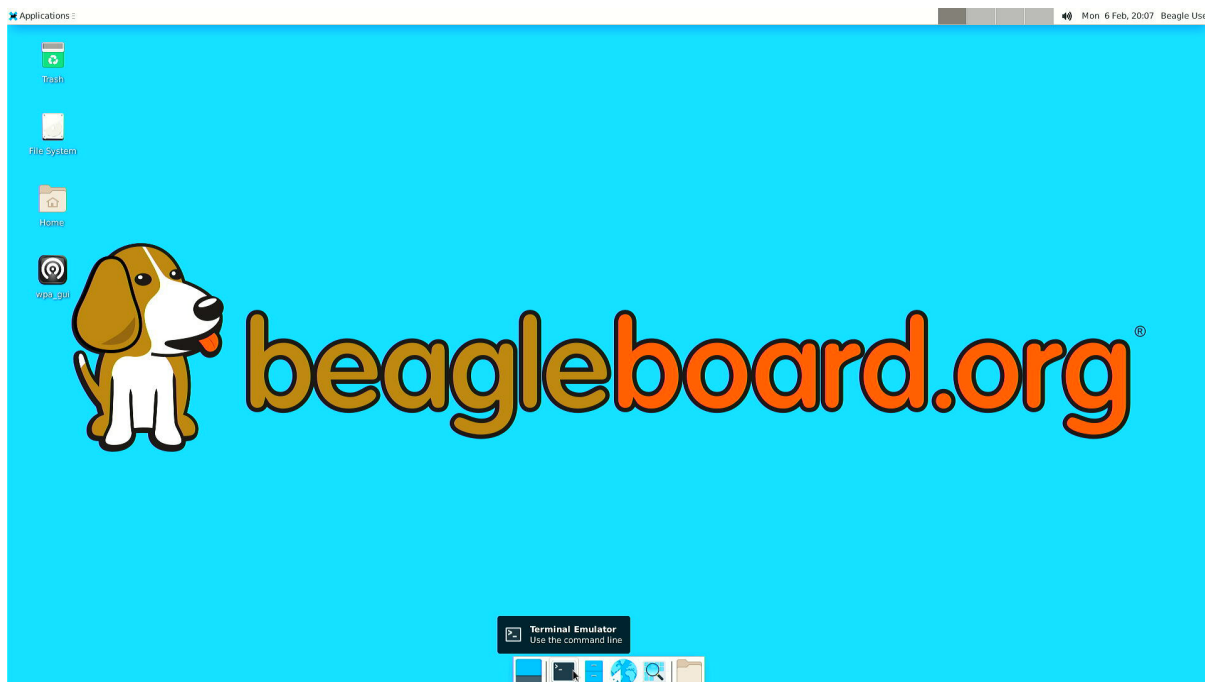 Applications
Mon 6 Feb, 20:07 Beagle Use
Trash
File System
Home
wpa_gui
beagleboard.org®
Terminal Emulator
Use the command line